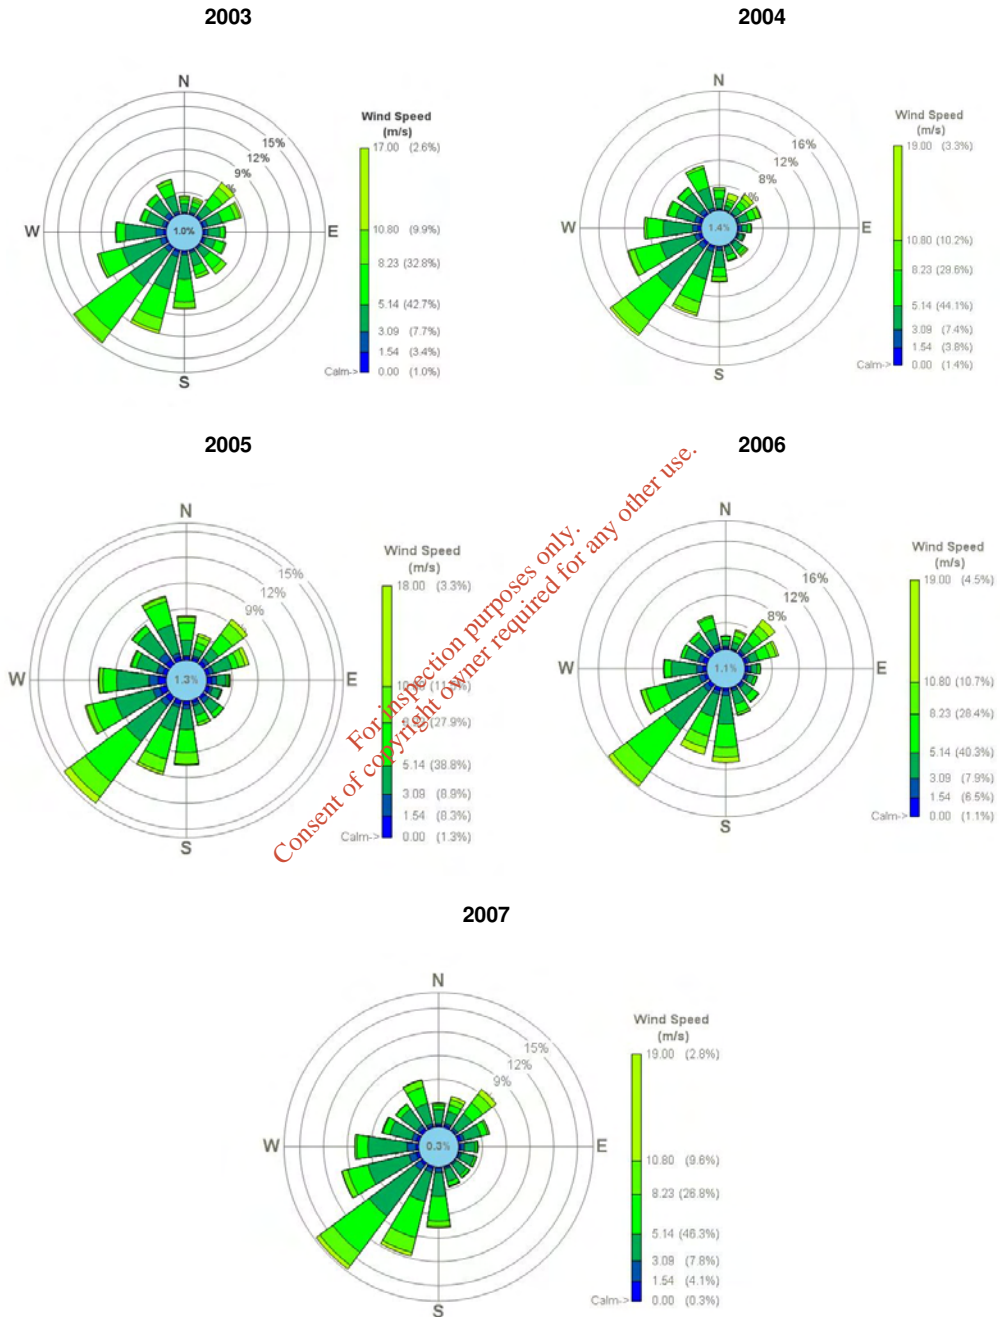 2003
N
W
E
S
15%
12%
9%
1.0%
Wind Speed
(m/s)
17.00 (2.6%)
10.80 (9.9%)
8.23 (32.8%)
5.14 (42.7%)
3.09 (7.7%)
1.54 (3.4%)
Calm-> 0.00 (1.0%)
2004
N
W
E
S
16%
12%
8%
1.4%
Wind Speed
(m/s)
19.00 (3.3%)
10.80 (10.2%)
8.23 (29.6%)
5.14 (44.1%)
3.09 (7.4%)
1.54 (3.8%)
Calm-> 0.00 (1.4%)
2005
N
W
E
S
15%
12%
9%
1.3%
Wind Speed
(m/s)
18.00 (3.3%)
(27.9%)
5.14 (38.8%)
3.09 (8.9%)
1.54 (8.3%)
Calm-> 0.00 (1.3%)
2006
N
W
E
S
16%
12%
8%
1.1%
Wind Speed
(m/s)
19.00 (4.5%)
10.80 (10.7%)
8.23 (28.4%)
5.14 (40.3%)
3.09 (7.9%)
1.54 (6.5%)
Calm-> 0.00 (1.1%)
For inspection purposes only.
Consent of copyright owner required for any other use.
2007
N
W
E
S
15%
12%
9%
0.3%
Wind Speed
(m/s)
19.00 (2.8%)
10.80 (9.6%)
8.23 (26.8%)
5.14 (46.3%)
3.09 (7.8%)
1.54 (4.1%)
Calm-> 0.00 (0.3%)